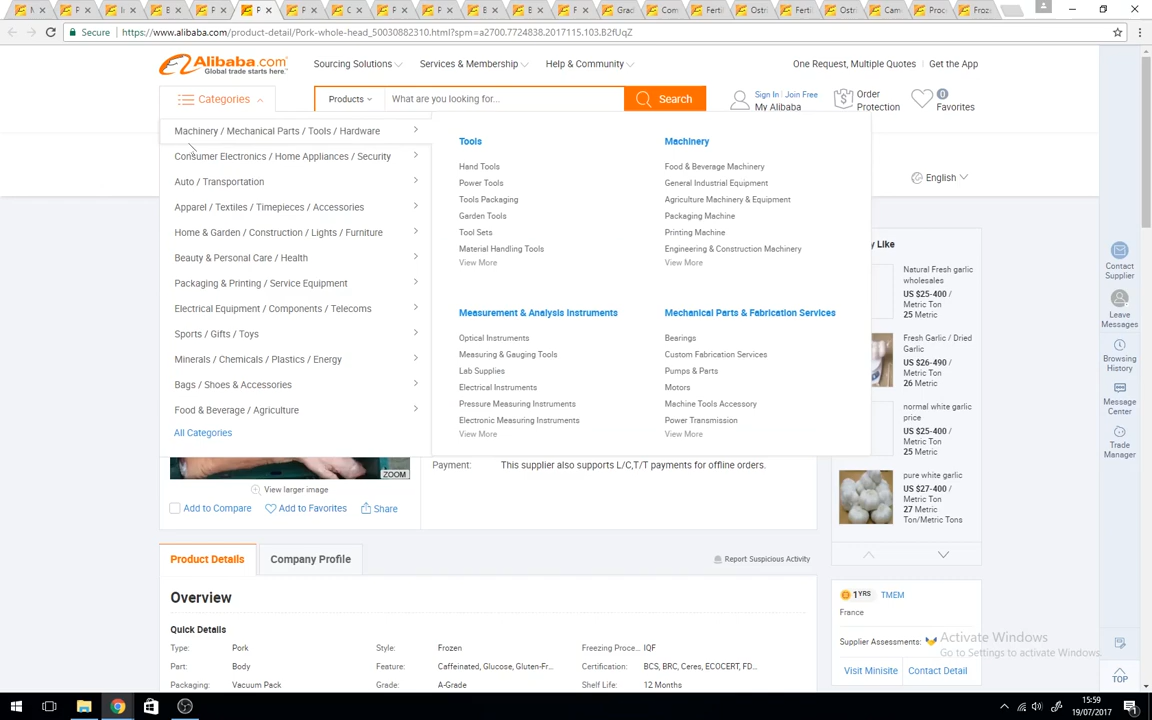 Secure
https://www.alibaba.com/product-detail/Pork-whole-head_50030882310.html?spm=a2700.7724838.2017115.103.B2fUqZ
Alibaba.com
Global trade starts here.
Sourcing Solutions
Services & Membership
Help & Community
One Request, Multiple Quotes
Get the App
Categories
Products
What are you looking for...
Search
Sign In
Join Free
My Alibaba
Order
Protection
0
Favorites
Machinery / Mechanical Parts / Tools / Hardware
Consumer Electronics / Home Appliances / Security
Auto / Transportation
Apparel / Textiles / Timepieces / Accessories
Home & Garden / Construction / Lights / Furniture
Beauty & Personal Care / Health
Packaging & Printing / Service Equipment
Electrical Equipment / Components / Telecoms
Sports / Gifts / Toys
Minerals / Chemicals / Plastics / Energy
Bags / Shoes & Accessories
Food & Beverage / Agriculture
All Categories
Tools
Hand Tools
Power Tools
Tools Packaging
Garden Tools
Tool Sets
Material Handling Tools
View More
Machinery
Food & Beverage Machinery
General Industrial Equipment
Agriculture Machinery & Equipment
Packaging Machine
Printing Machine
Engineering & Construction Machinery
View More
Measurement & Analysis Instruments
Optical Instruments
Measuring & Gauging Tools
Lab Supplies
Electrical Instruments
Pressure Measuring Instruments
Electronic Measuring Instruments
View More
Mechanical Parts & Fabrication Services
Bearings
Custom Fabrication Services
Pumps & Parts
Motors
Machine Tools Accessory
Power Transmission
View More
English
Like
Natural Fresh garlic
wholesales
US $25-400 /
Metric Ton
25 Metric
Fresh Garlic / Dried
Garlic
US $26-490 /
Metric Ton
26 Metric
normal white garlic
price
US $25-400 /
Metric Ton
25 Metric
pure white garlic
US $27-400 /
Metric Ton
27 Metric
Ton/Metric Tons
Contact
Supplier
Leave
Messages
Browsing
History
Message
Center
Trade
Manager
TOP
ZOOM
View larger image
Add to Compare
Add to Favorites
Share
Payment:
This supplier also supports L/C,T/T payments for offline orders.
Product Details
Company Profile
Report Suspicious Activity
Overview
Quick Details
Type: Pork Style: Frozen Freezing Proce... IQF
Part: Body Feature: Caffeinated, Glucose, Gluten-Fr... Certification: BCS, BRC, Ceres, ECOCERT, FD...
Packaging: Vacuum Pack Grade: A-Grade Shelf Life: 12 Months
1 YRS TMEM
France
Supplier Assessments:
Visit Minisite
Contact Detail
Activate Windows
Go to Settings to activate Windows.
15:59
19/07/2017